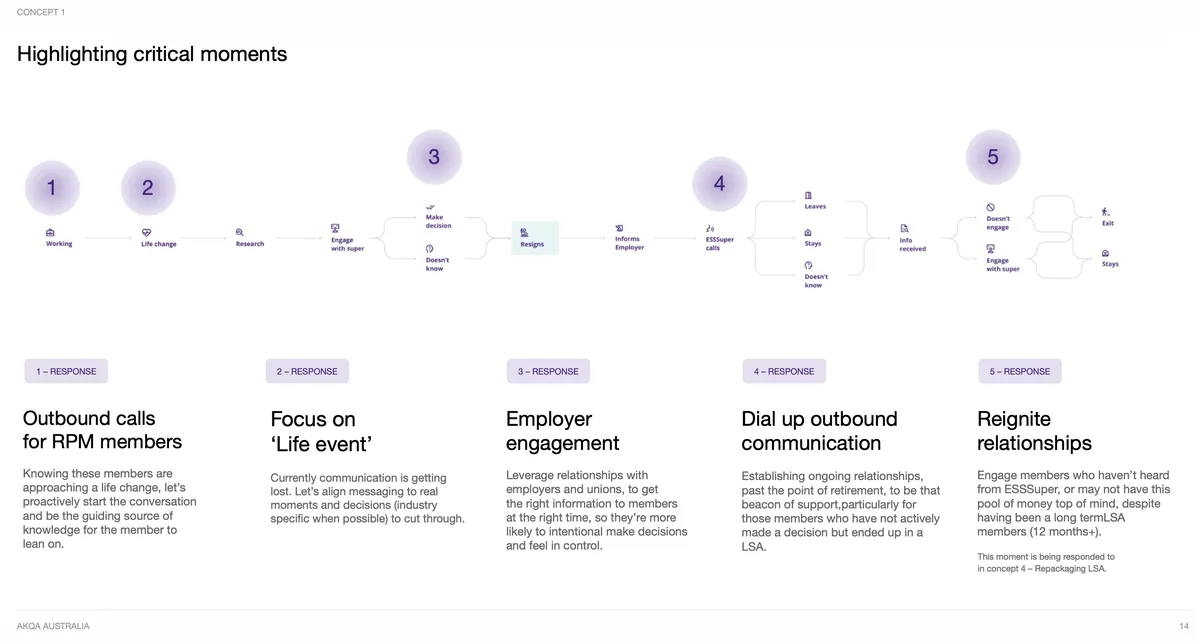 CONCEPT 1
Highlighting critical moments
1
2
3
4
5
Working
Life change
Research
Engage
with super
Make
decision
Doesn't
know
Resigns
Informs
Employer
ESSSuper
calls
Leaves
Stays
Doesn't
know
Info
received
Doesn't
engage
Engage
with super
Exit
Stays
1 – RESPONSE
Outbound calls
for RPM members
Knowing these members are
approaching a life change, let's
proactively start the conversation
and be the guiding source of
knowledge for the member to
lean on.
2 – RESPONSE
Focus on
‘Life event’
Currently communication is getting
lost. Let's align messaging to real
moments and decisions (industry
specific when possible) to cut through.
3 – RESPONSE
Employer
engagement
Leverage relationships with
employers and unions, to get
the right information to members
at the right time, so they're more
likely to intentional make decisions
and feel in control.
4 – RESPONSE
Dial up outbound
communication
Establishing ongoing relationships,
past the point of retirement, to be that
beacon of support,particularly for
those members who have not actively
made a decision but ended up in a
LSA.
5 – RESPONSE
Reignite
relationships
Engage members who haven't heard
from ESSSuper, or may not have this
pool of money top of mind, despite
having been a long termLSA
members (12 months+).
This moment is being responded to
in concept 4 – Repackaging LSA.
AKQA AUSTRALIA
14